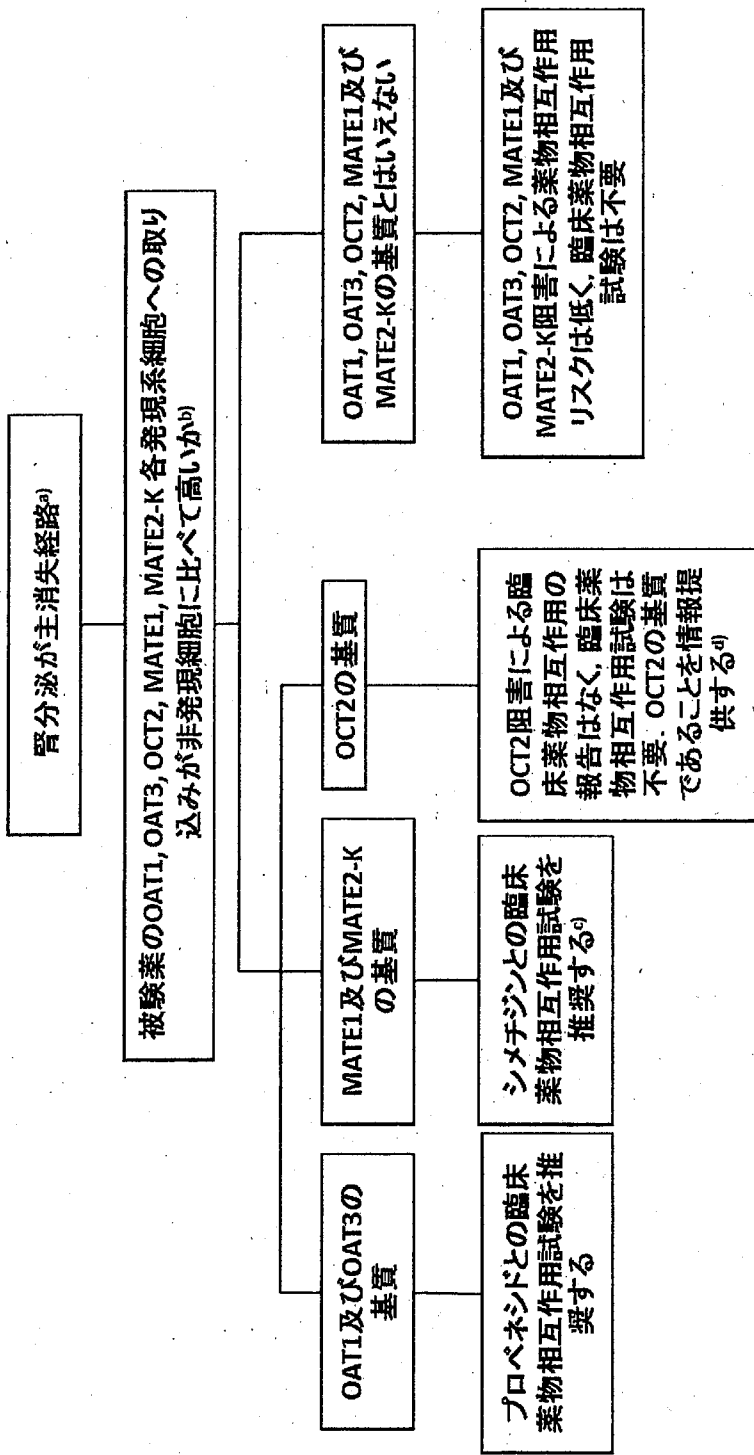 腎分泌が主消失経路a)
被験薬のOAT1, OAT3, OCT2, MATE1, MATE2-K 各発現系細胞への取り
込みが非発現細胞に比べて高いかb)
OAT1及びOAT3の
基質
MATE1及びMATE2-K
の基質
OCT2の基質
OAT1, OAT3, OCT2, MATE1及び
MATE2-Kの基質とはいえない
プロベネシドとの臨床
薬物相互作用試験を推
奨する
シメチジンとの臨床
薬物相互作用試験を
推奨するc)
OCT2阻害による臨
床薬物相互作用の
報告はなく, 臨床薬
物相互作用試験は
不要. OCT2の基質
であることを情報提
供するd)
OAT1, OAT3, OCT2, MATE1及び
MATE2-K阻害による薬物相互作用
リスクは低く, 臨床薬物相互作用
試験は不要